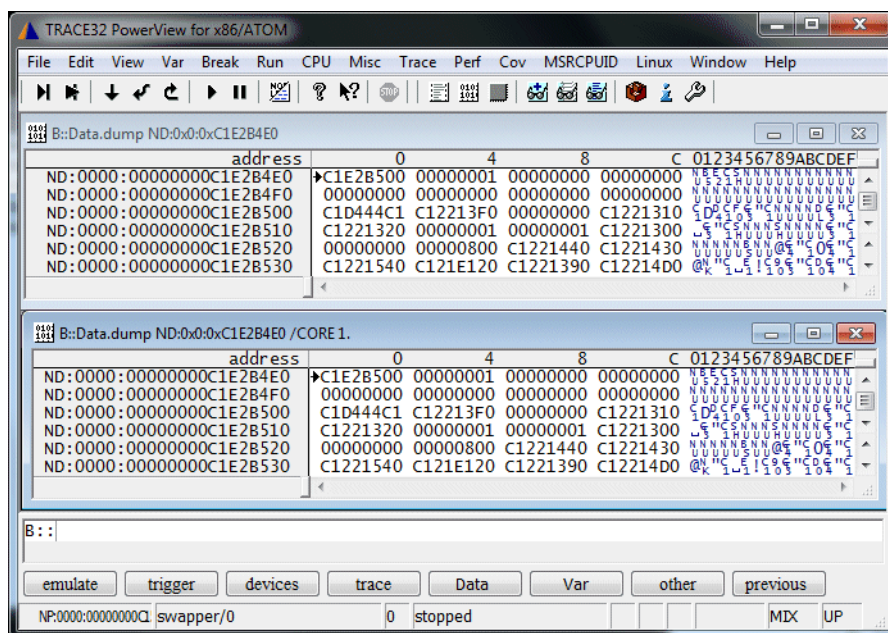 TRACE32 PowerView for x86/ATOM
File Edit View Var Break Run CPU Misc Trace Perf Cov MSRCPUID Linux Window Help
B::Data.dump ND:0x0:0xC1E2B4E0
address 0 4 8 C 0123456789ABCDEF
ND:0000:00000000C1E2B4E0 C1E2B500 00000001 00000000 00000000
ND:0000:00000000C1E2B4F0 00000000 00000000 00000000 00000000
ND:0000:00000000C1E2B500 C1D444C1 C12213F0 00000000 C1221310
ND:0000:00000000C1E2B510 C1221320 00000001 00000001 C1221300
ND:0000:00000000C1E2B520 00000000 00000800 C1221440 C1221430
ND:0000:00000000C1E2B530 C1221540 C121E120 C1221390 C12214D0
B::Data.dump ND:0x0:0xC1E2B4E0 /CORE 1.
address 0 4 8 C 0123456789ABCDEF
ND:0000:00000000C1E2B4E0 C1E2B500 00000001 00000000 00000000
ND:0000:00000000C1E2B4F0 00000000 00000000 00000000 00000000
ND:0000:00000000C1E2B500 C1D444C1 C12213F0 00000000 C1221310
ND:0000:00000000C1E2B510 C1221320 00000001 00000001 C1221300
ND:0000:00000000C1E2B520 00000000 00000800 C1221440 C1221430
ND:0000:00000000C1E2B530 C1221540 C121E120 C1221390 C12214D0
B::
emulate trigger devices trace Data Var other previous
swapper/0 0 stopped MIX UP